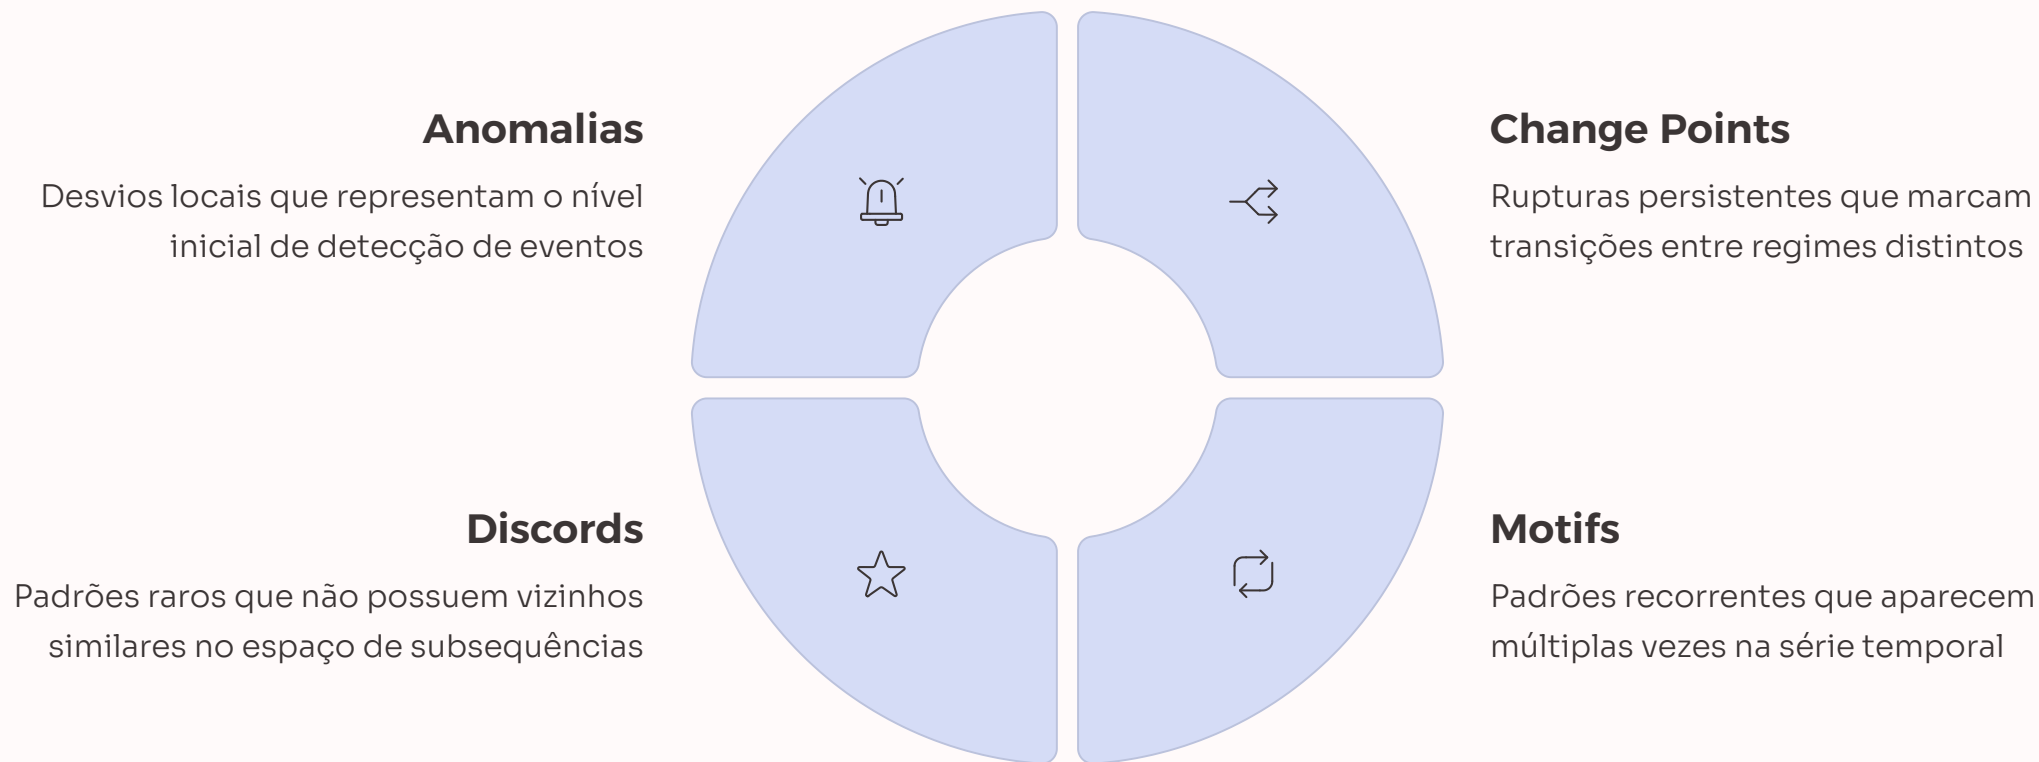 Anomalias
Desvios locais que representam o nível
inicial de detecção de eventos
Change Points
Rupturas persistentes que marcam
transições entre regimes distintos
Discords
Padrões raros que não possuem vizinhos
similares no espaço de subsequências
Motifs
Padrões recorrentes que aparecem
múltiplas vezes na série temporal